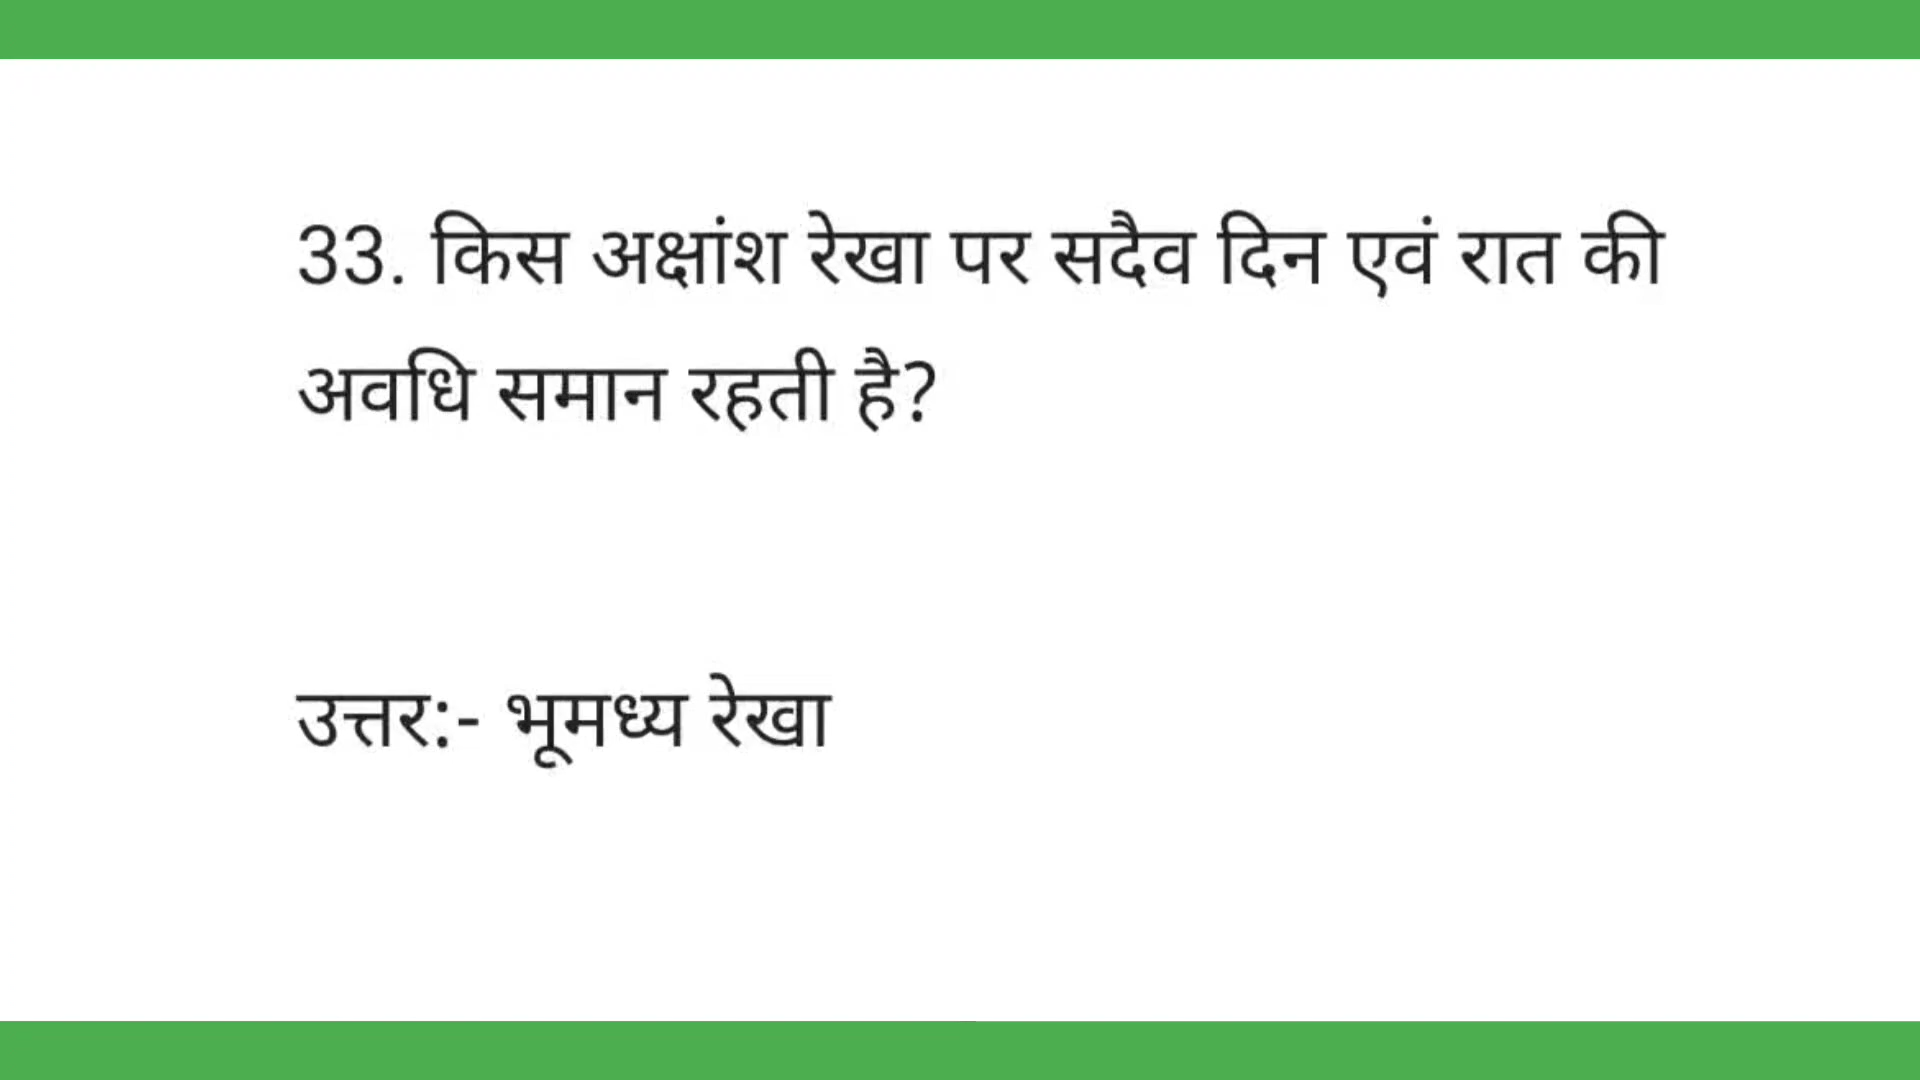 33. किस अक्षांश रेखा पर सदैव दिन एवं रात की
अवधि समान रहती है?
उत्तर:- भूमध्य रेखा